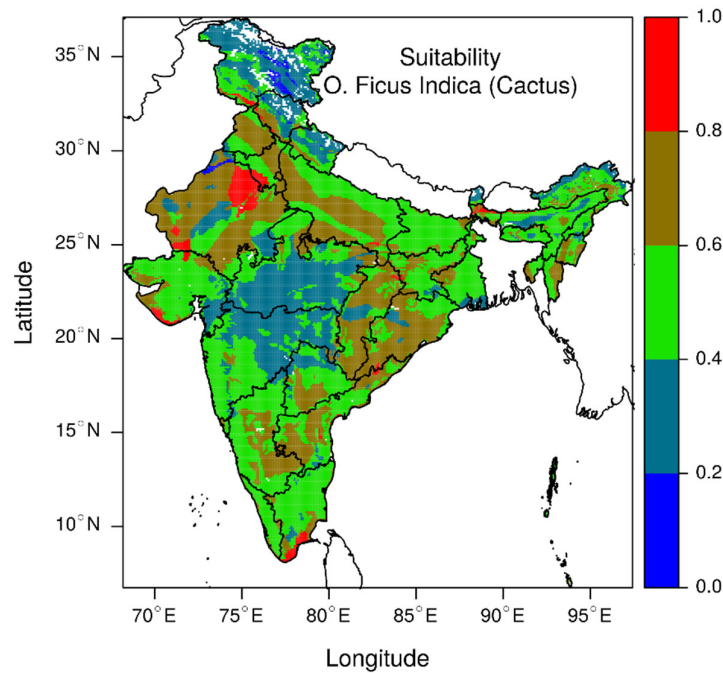 Suitability
O. Ficus Indica (Cactus)
35°N
30°N
25°N
20°N
15°N
10°N
Latitude
70°E 75°E 80°E 85°E 90°E 95°E
Longitude
1.0
0.8
0.6
0.4
0.2
0.0